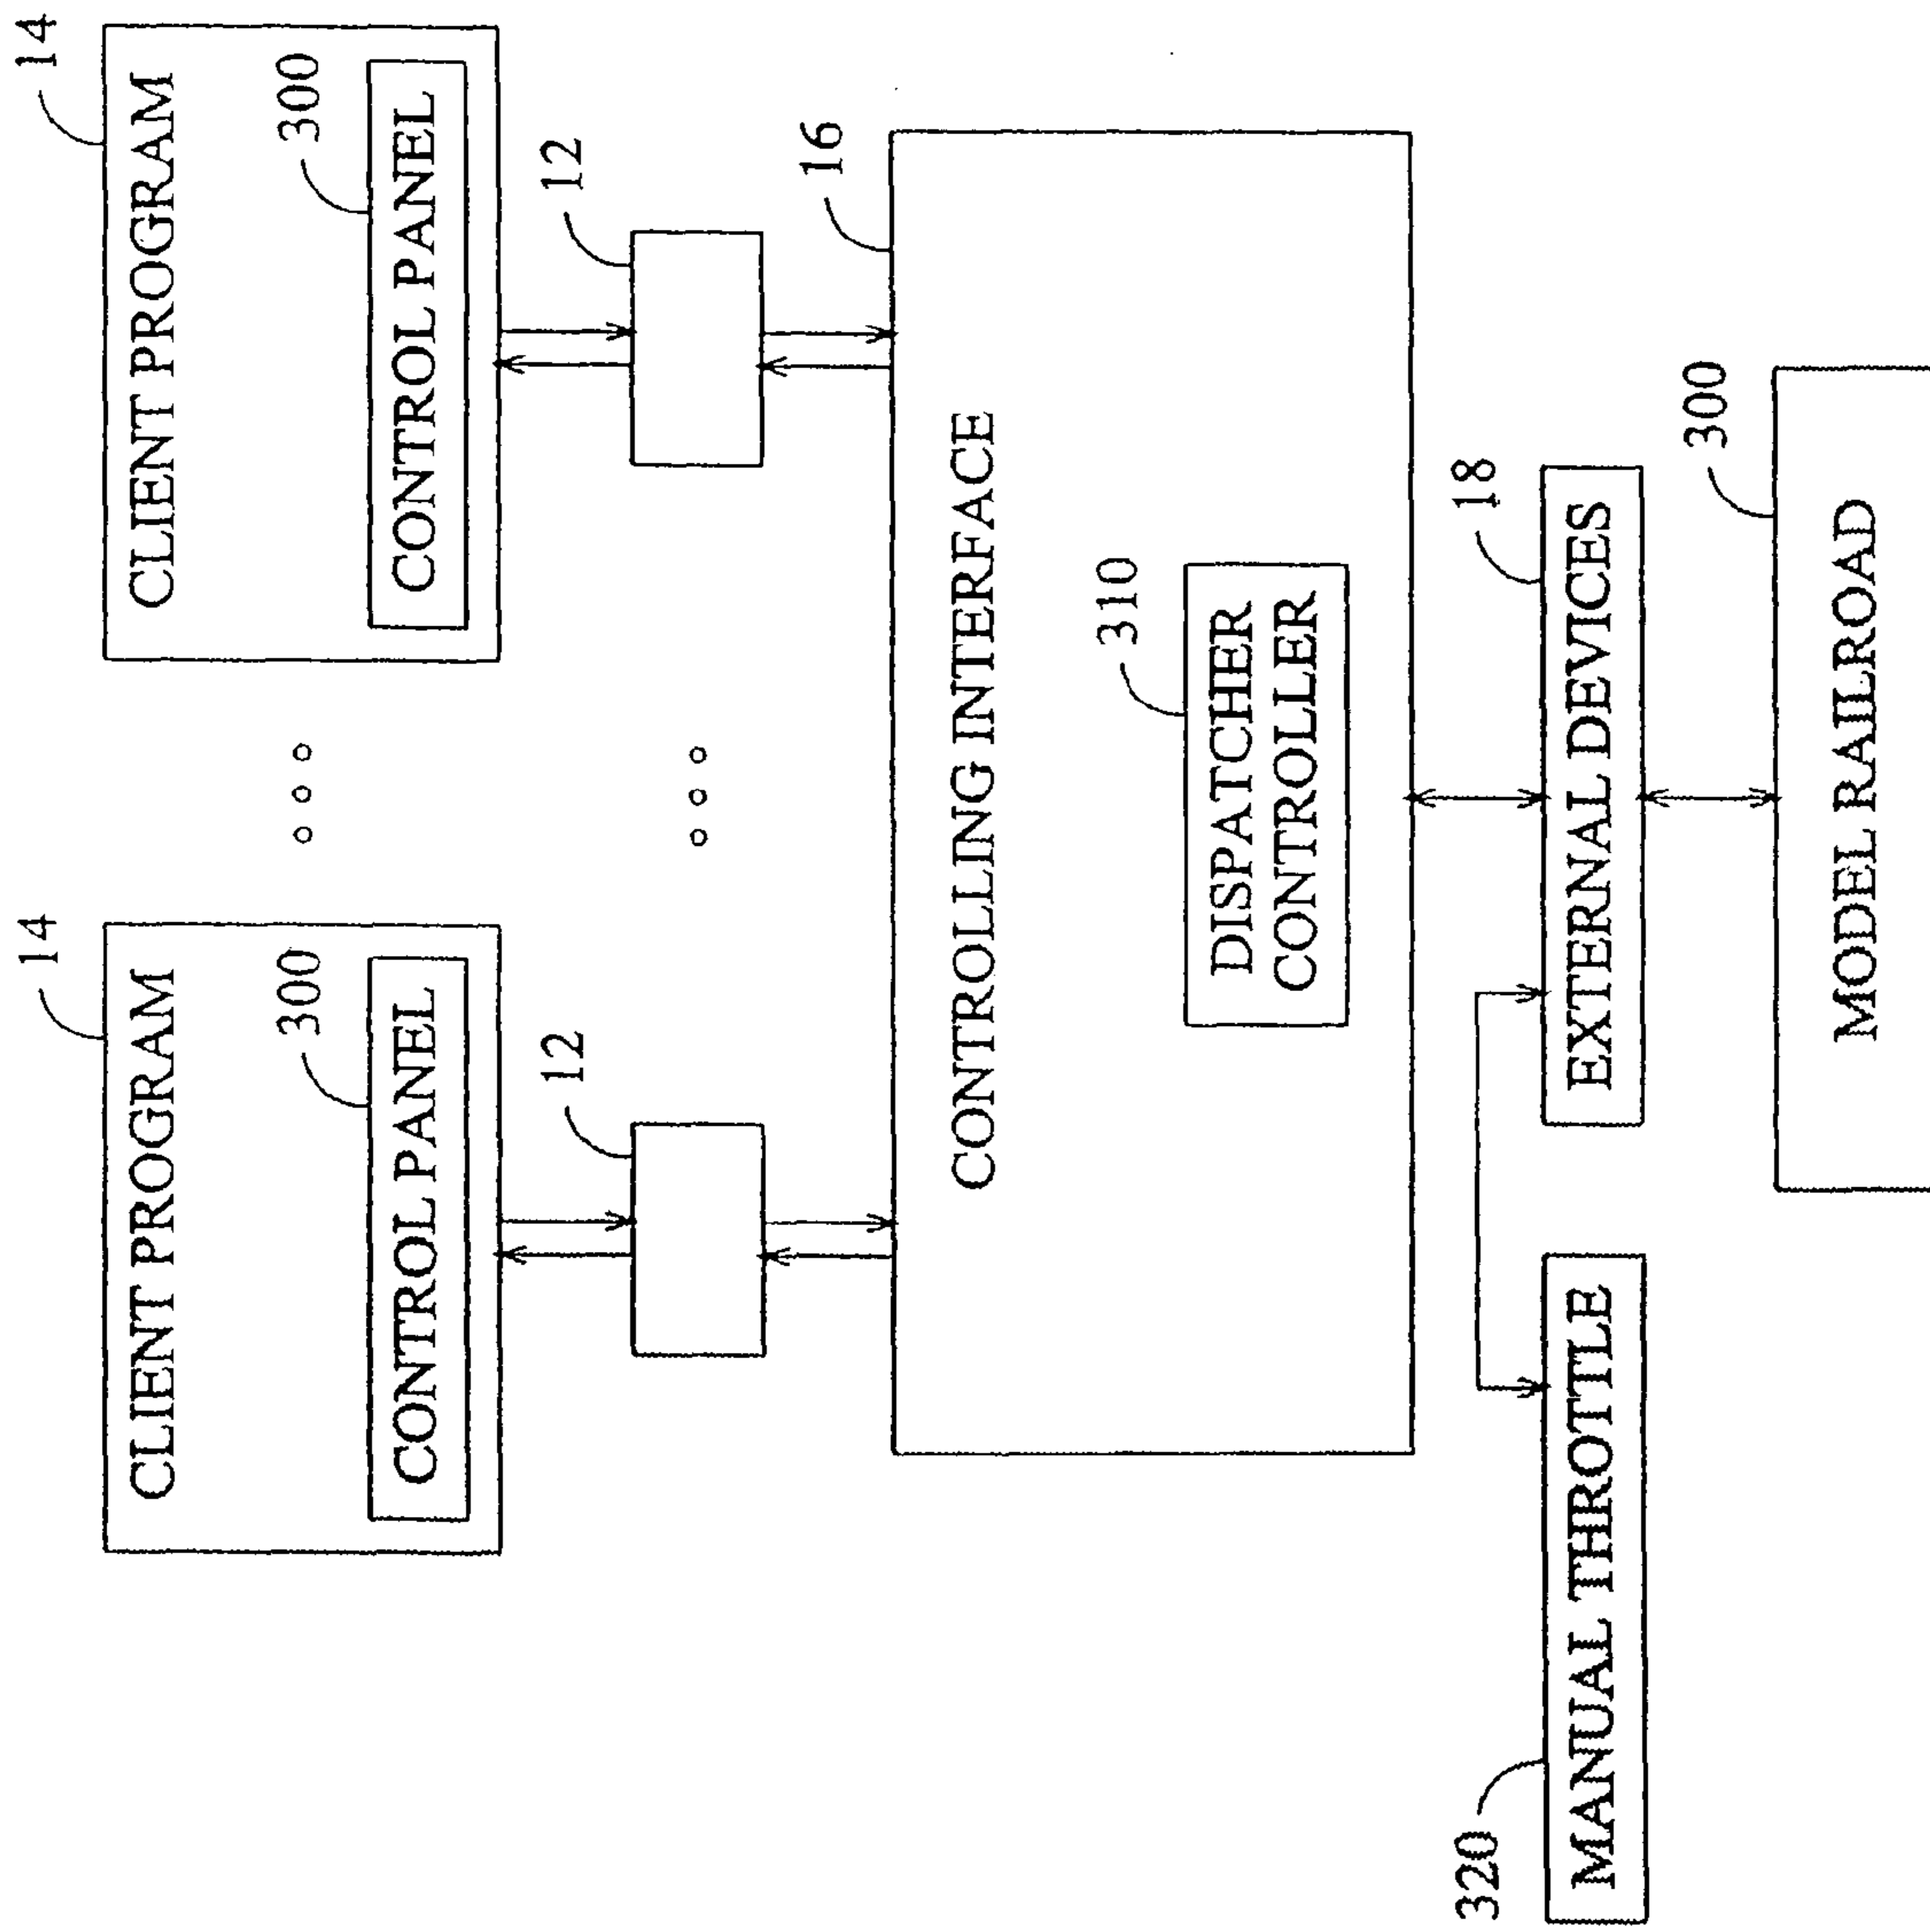 14
CLIENT PROGRAM
300
CONTROL PANEL
12
14
CLIENT PROGRAM
300
CONTROL PANEL
12
16
CONTROLLING INTERFACE
310
DISPATCHER
CONTROLLER
320
MANUAL THROTTLE
18
EXTERNAL DEVICES
300
MODEL RAILROAD